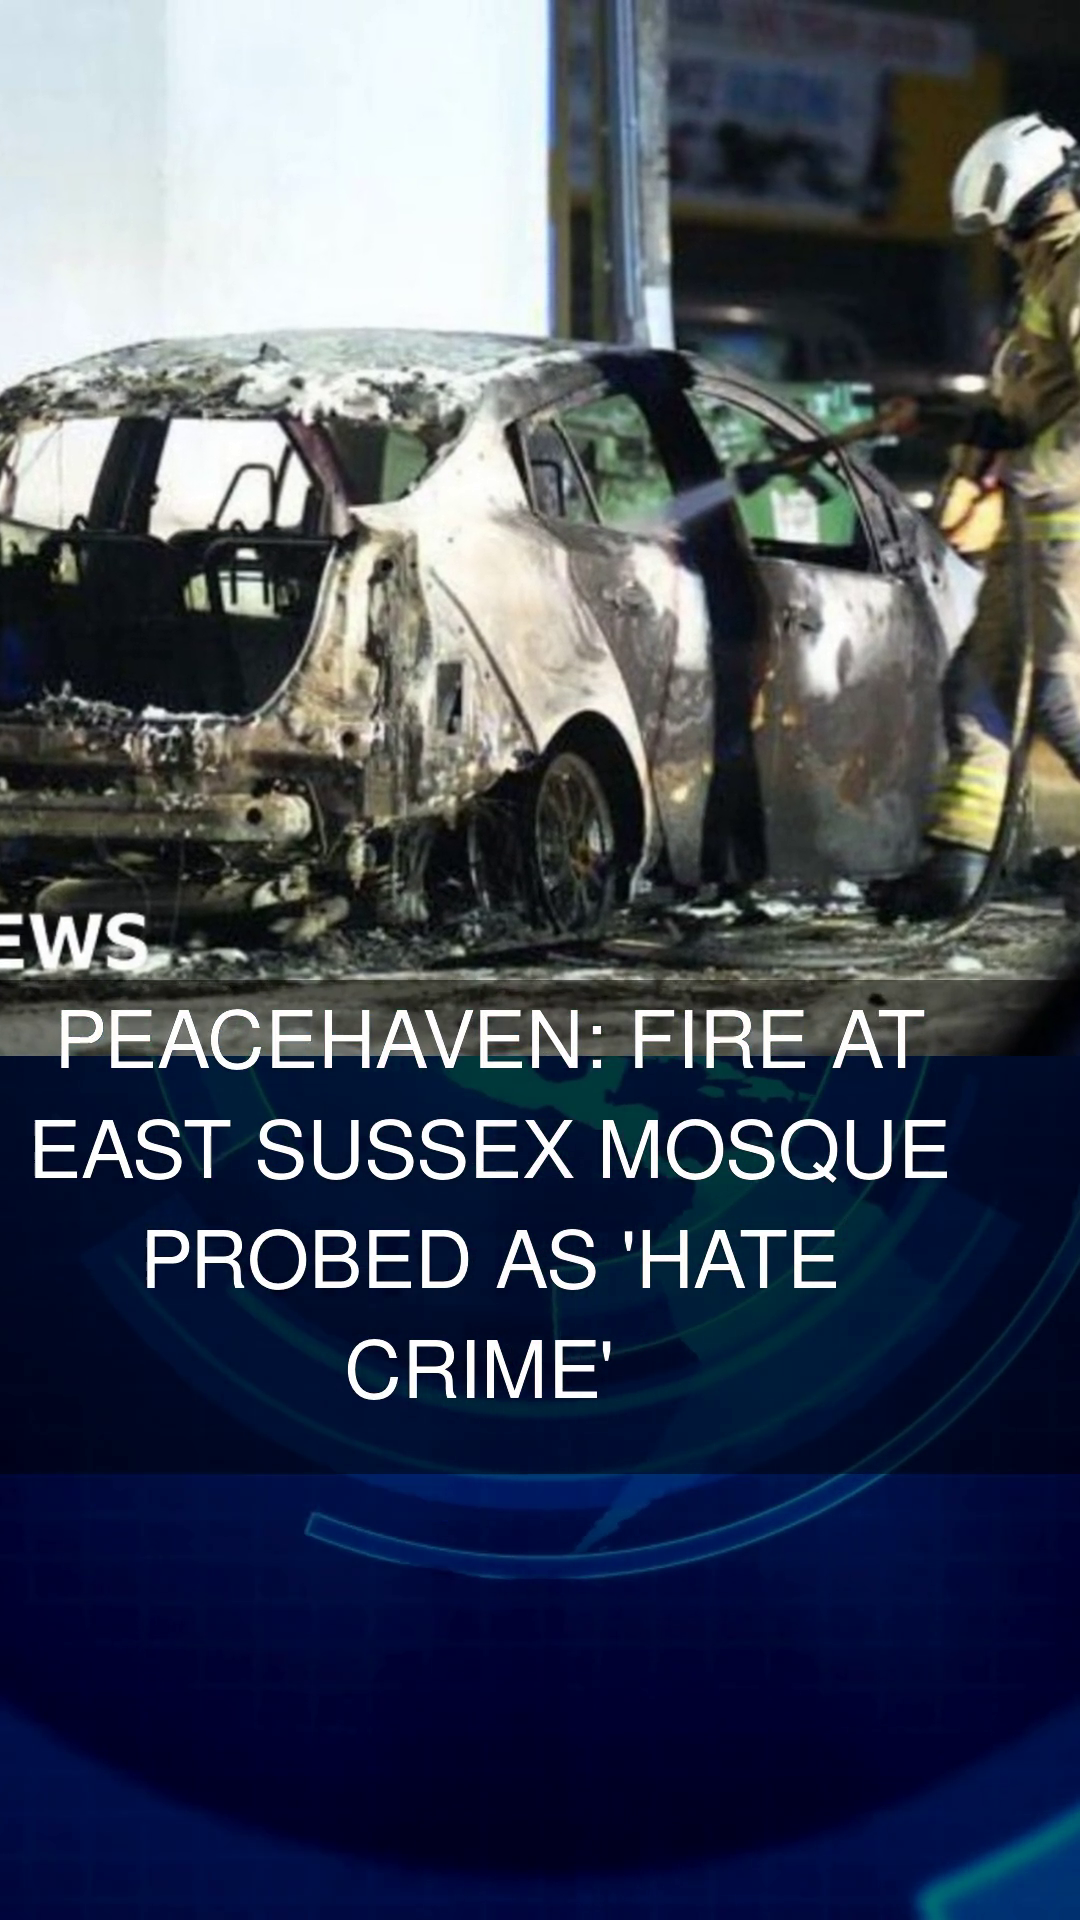 EWS
PEACEHAVEN: FIRE AT
EAST SUSSEX MOSQUE
PROBED AS 'HATE
CRIME'